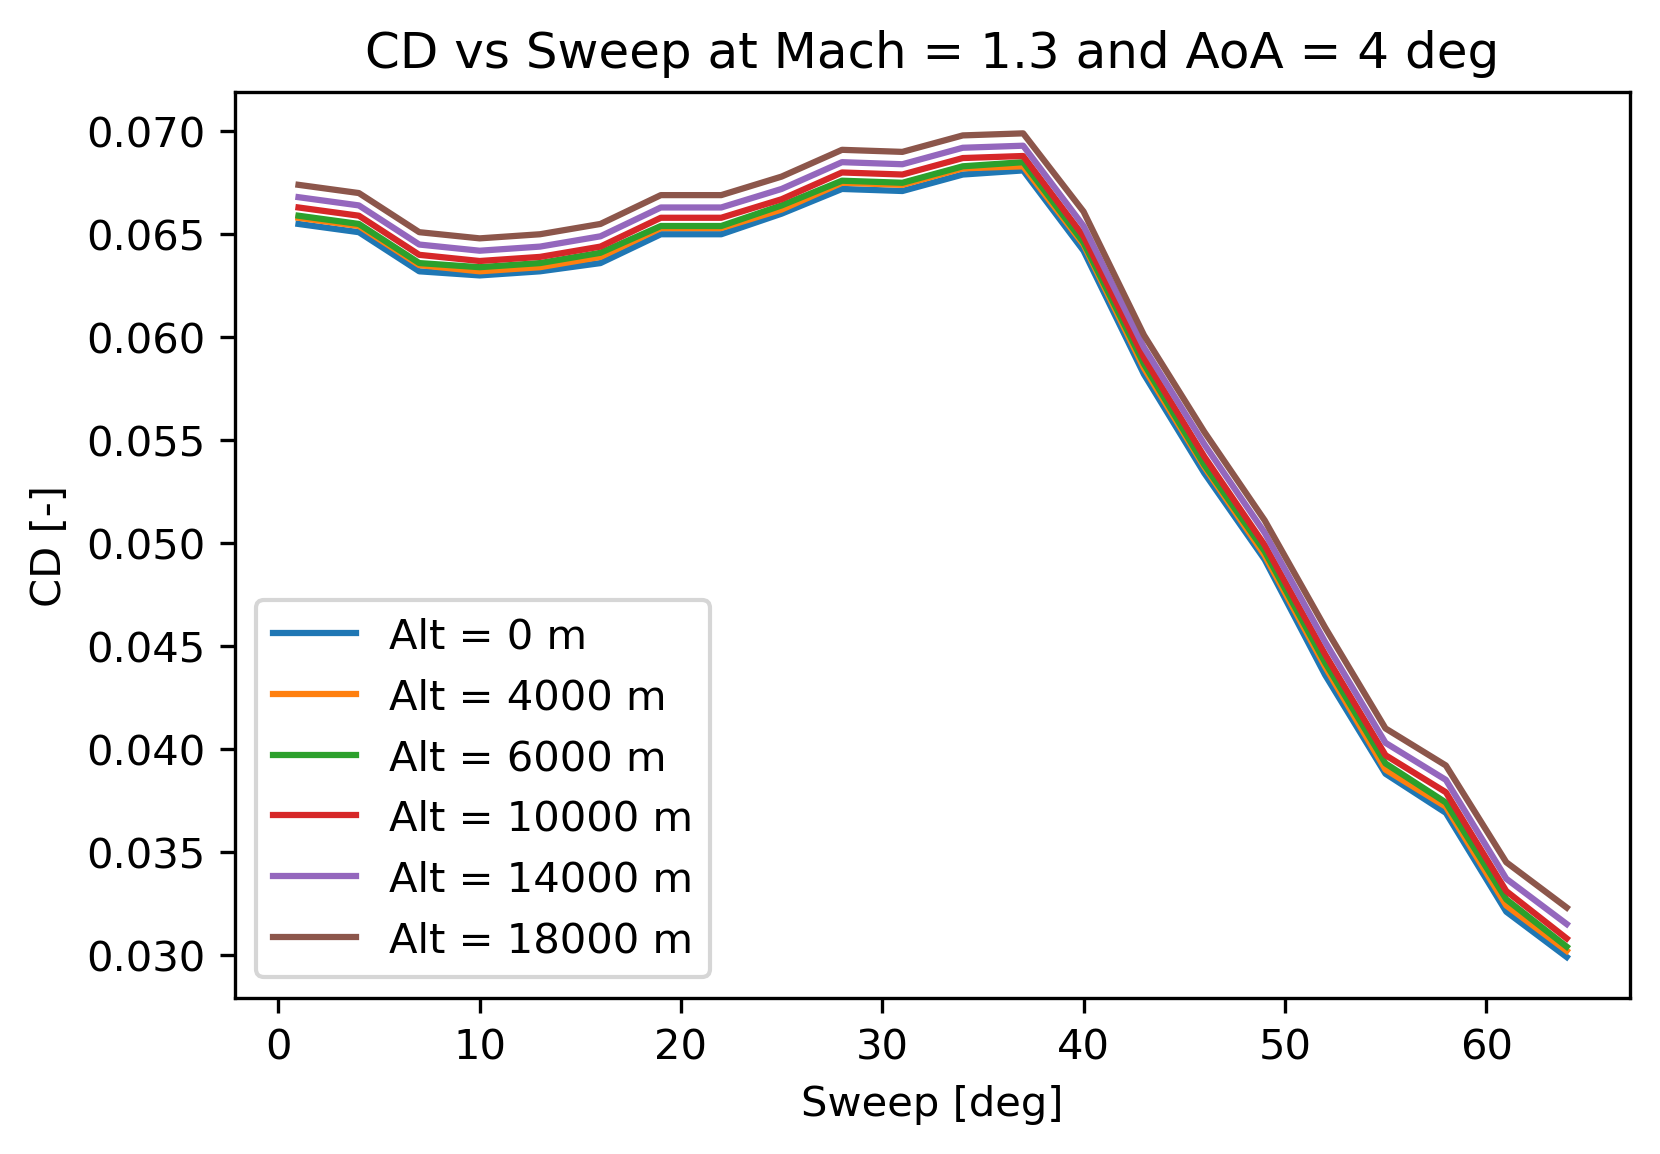 CD vs Sweep at Mach = 1.3 and AoA = 4 deg
0.070
0.065
0.060
0.055
0.050
0.045
0.040
0.035
0.030
CD [-]
Alt = 0 m
Alt = 4000 m
Alt = 6000 m
Alt = 10000 m
Alt = 14000 m
Alt = 18000 m
0 10 20 30 40 50 60
Sweep [deg]